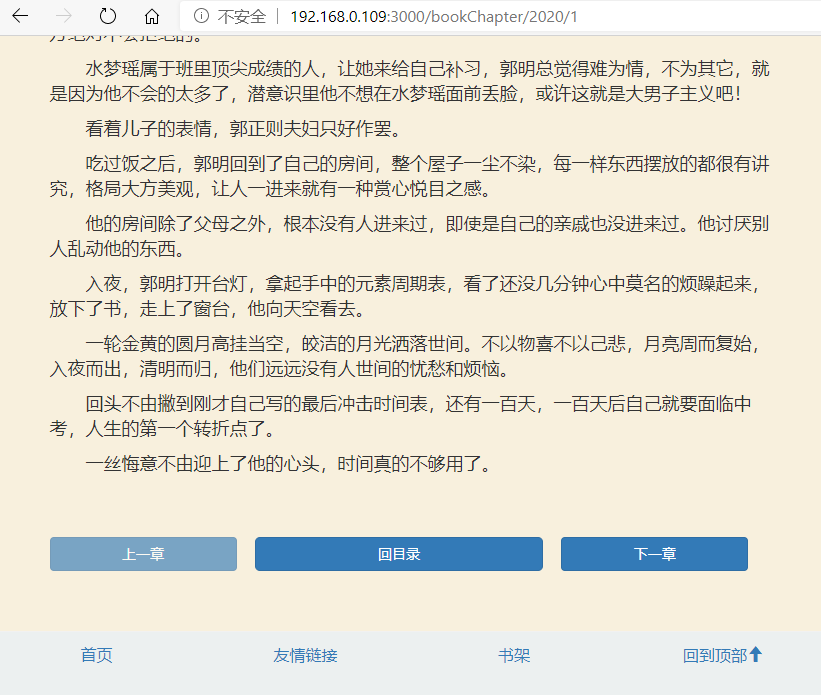 不安全 192.168.0.109:3000/bookChapter/2020/1
水梦瑶属于班里顶尖成绩的人，让她来给自己补习，郭明总觉得难为情，不为其它，就
是因为他不会的太多了，潜意识里他不想在水梦瑶面前丢脸，或许这就是大男子主义吧！
看着儿子的表情，郭正则夫妇只好作罢。
吃过饭之后，郭明回到了自己的房间，整个屋子一尘不染，每一样东西摆放的都很有讲
究，格局大方美观，让人一进来就有一种赏心悦目之感。
他的房间除了父母之外，根本没有人进来过，即使是自己的亲戚也没进来过。他讨厌别
人乱动他的东西。
入夜，郭明打开台灯，拿起手中的元素周期表，看了还没几分钟心中莫名的烦躁起来，
放下了书，走上了窗台，他向天空看去。
一轮金黄的圆月高挂当空，皎洁的月光洒落世间。不以物喜不以己悲，月亮周而复始，
入夜而出，清明而归，他们远远没有人世间的忧愁和烦恼。
回头不由撇到刚才自己写的最后冲击时间表，还有一百天，一百天后自己就要面临中
考，人生的第一个转折点了。
一丝悔意不由迎上了他的心头，时间真的不够用了。
上一章 回目录 下一章
首页 友情链接 书架 回到顶部